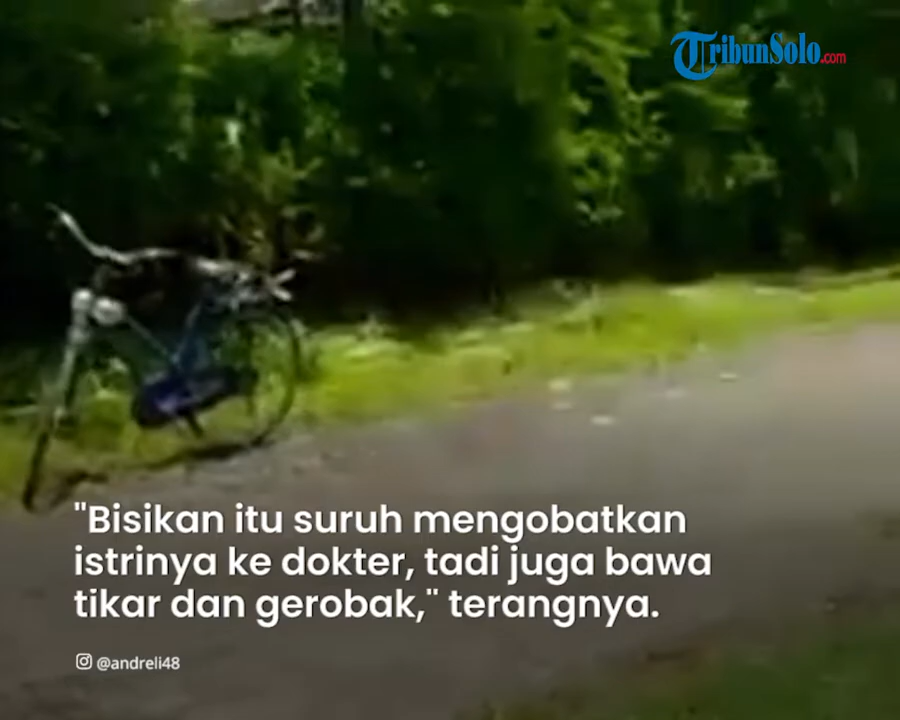 TribunSolo.com
"Bisikan itu suruh mengobatkan
istrinya ke dokter, tadi juga bawa
tikar dan gerobak," terangnya.
@andreli48